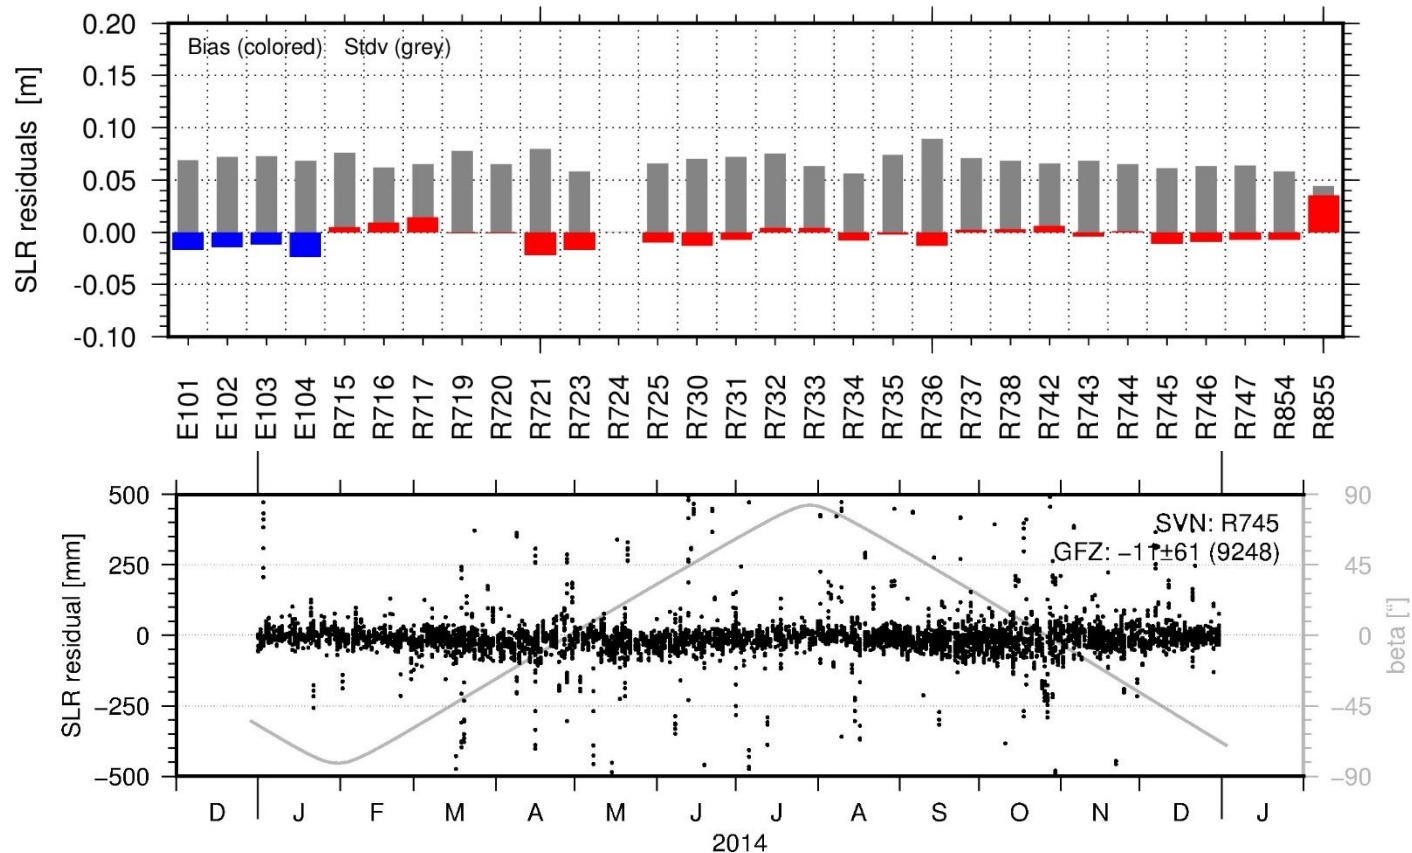 0.20
0.15
0.10
0.05
0.00
-0.05
-0.10
SLR residuals [m]
Bias (colored) Stdv (grey)
E101 E102 E103 E104 R715 R716 R717 R719 R720 R721 R723 R724 R725 R730 R731 R732 R733 R734 R735 R736 R737 R738 R742 R743 R744 R745 R746 R747 R854 R855
500
250
0
−250
−500
SLR residual [mm]
SVN: R745
GFZ: −11±61 (9248)
90
45
0
−45
−90
beta [°]
D J F M A M J J A S O N D J
2014